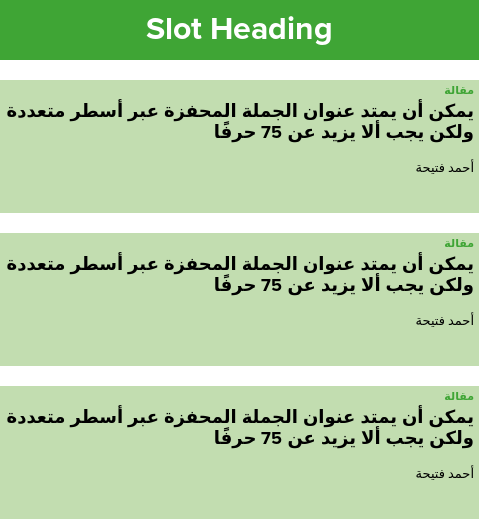 Slot Heading
مقالة
يمكن أن يمتد عنوان الجملة المحفزة عبر أسطر متعددة
ولكن يجب ألا يزيد عن 75 حرفًا
أحمد فتيحة
مقالة
يمكن أن يمتد عنوان الجملة المحفزة عبر أسطر متعددة
ولكن يجب ألا يزيد عن 75 حرفًا
أحمد فتيحة
مقالة
يمكن أن يمتد عنوان الجملة المحفزة عبر أسطر متعددة
ولكن يجب ألا يزيد عن 75 حرفًا
أحمد فتيحة